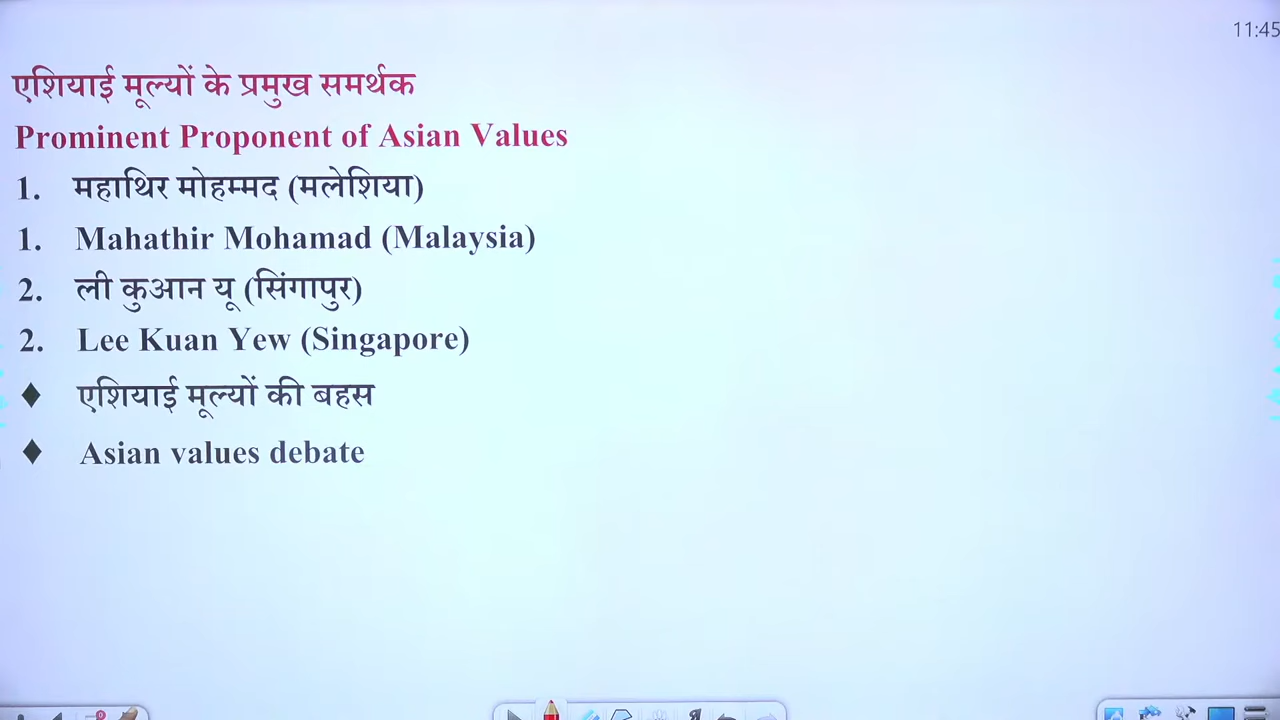 11:45
एशियाई मूल्यों के प्रमुख समर्थक
Prominent Proponent of Asian Values
1. महाथिर मोहम्मद (मलेशिया)
1. Mahathir Mohamad (Malaysia)
2. ली कुआन यू (सिंगापुर)
2. Lee Kuan Yew (Singapore)
♦ एशियाई मूल्यों की बहस
♦ Asian values debate